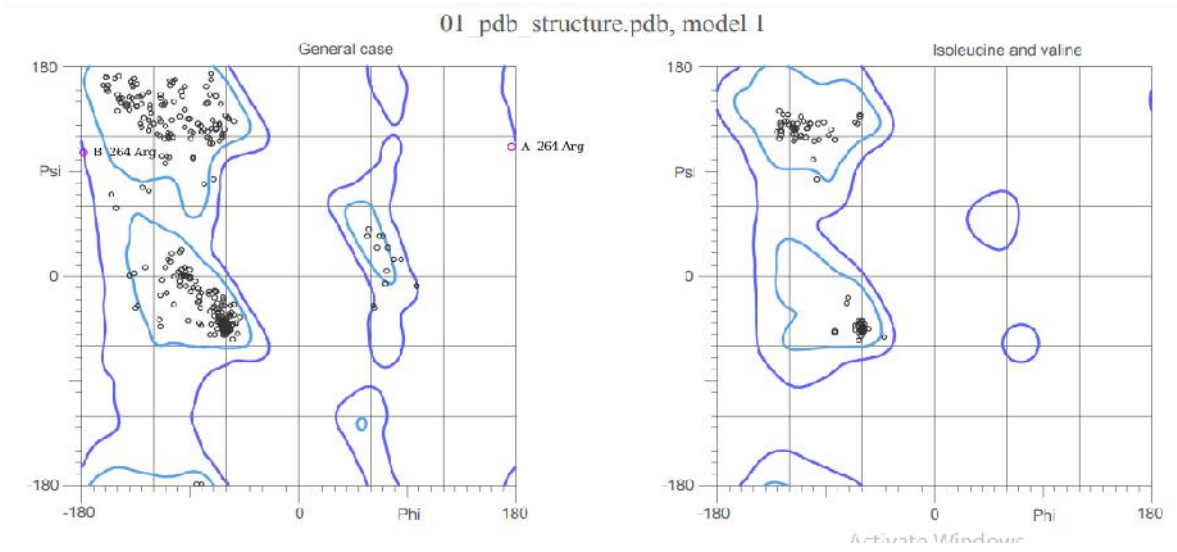 01_pdb_structure.pdb, model 1
General case
Isoleucine and valine
180
180
B 264 Arg
A 264 Arg
Psi
Psi
0
0
-180
-180
-180
0
Phi
180
-180
0
Phi
180
Activate Windows